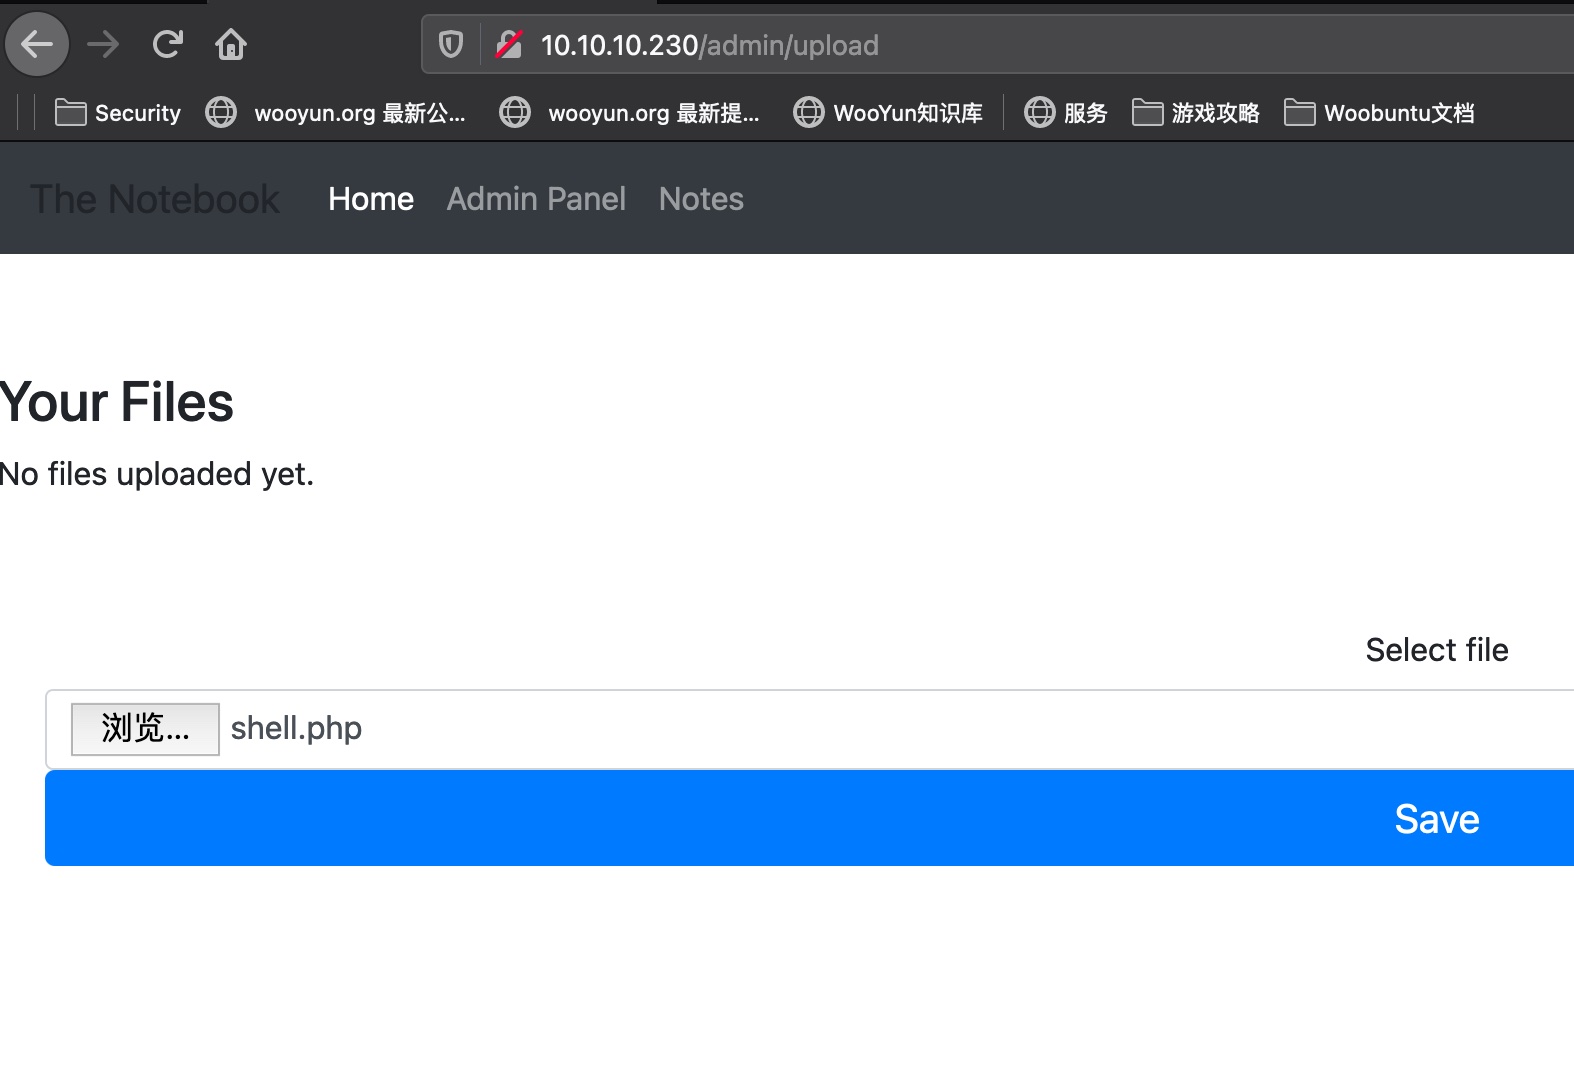 10.10.10.230/admin/upload
Security wooyun.org 最新公... wooyun.org 最新提... WooYun知识库 服务 游戏攻略 Woobuntu文档
The Notebook Home Admin Panel Notes
Your Files
No files uploaded yet.
Select file
浏览... shell.php
Save